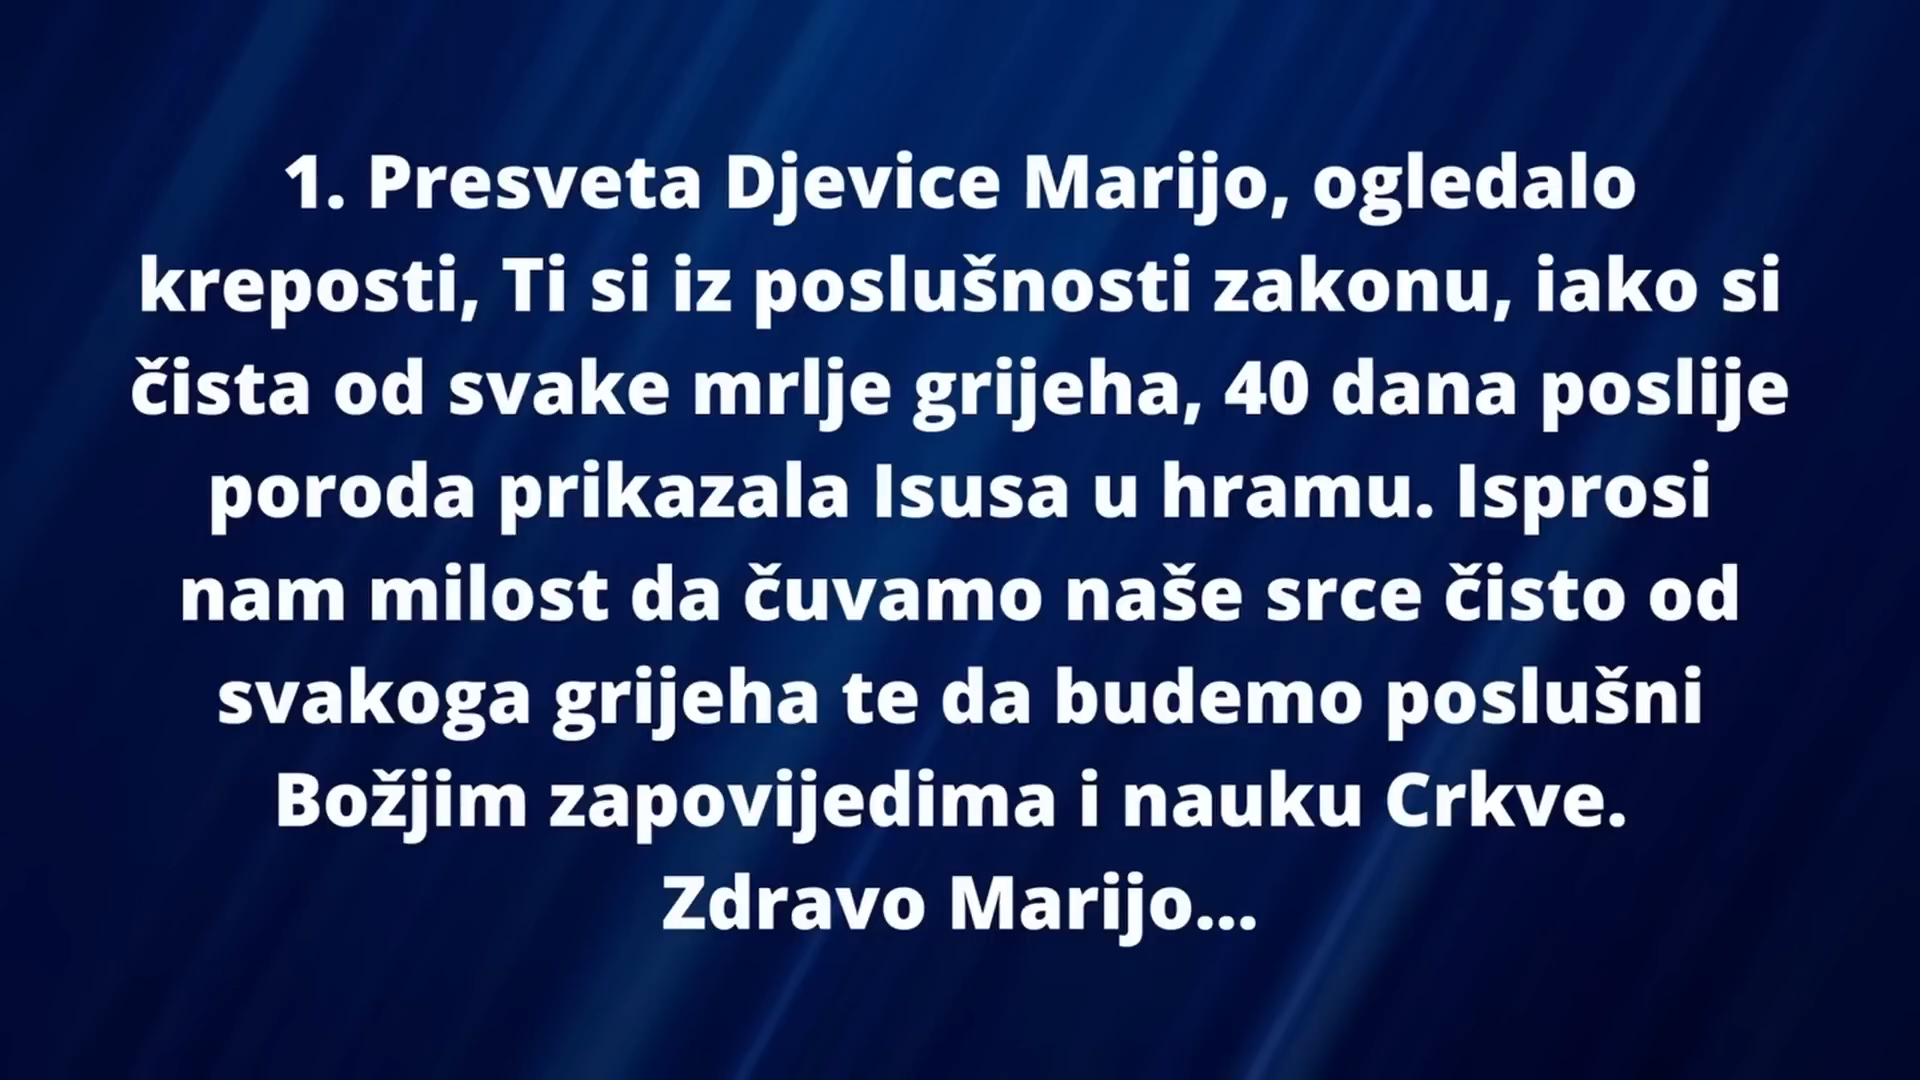 1. Presveta Djevice Marijo, ogledalo
kreposti, Ti si iz poslušnosti zakonu, iako si
čista od svake mrlje grijeha, 40 dana poslije
poroda prikazala Isusa u hramu. Isprosi
nam milost da čuvamo naše srce čisto od
svakoga grijeha te da budemo poslušni
Božjim zapovijedima i nauku Crkve.
Zdravo Marijo...